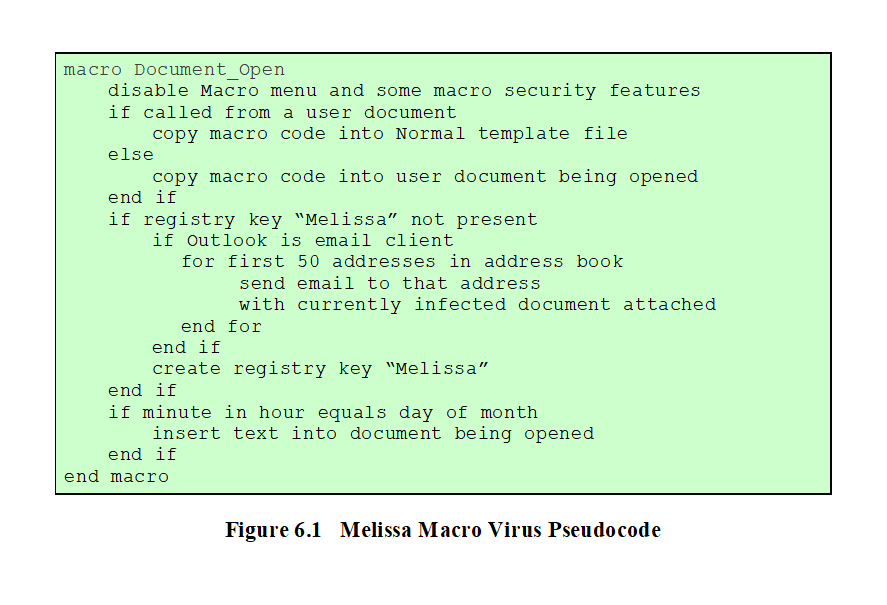 macro Document_Open
disable Macro menu and some macro security features
if called from a user document
copy macro code into Normal template file
else
copy macro code into user document being opened
end if
if registry key “Melissa” not present
if Outlook is email client
for first 50 addresses in address book
send email to that address
with currently infected document attached
end for
end if
create registry key “Melissa”
end if
if minute in hour equals day of month
insert text into document being opened
end if
end macro
Figure 6.1 Melissa Macro Virus Pseudocode